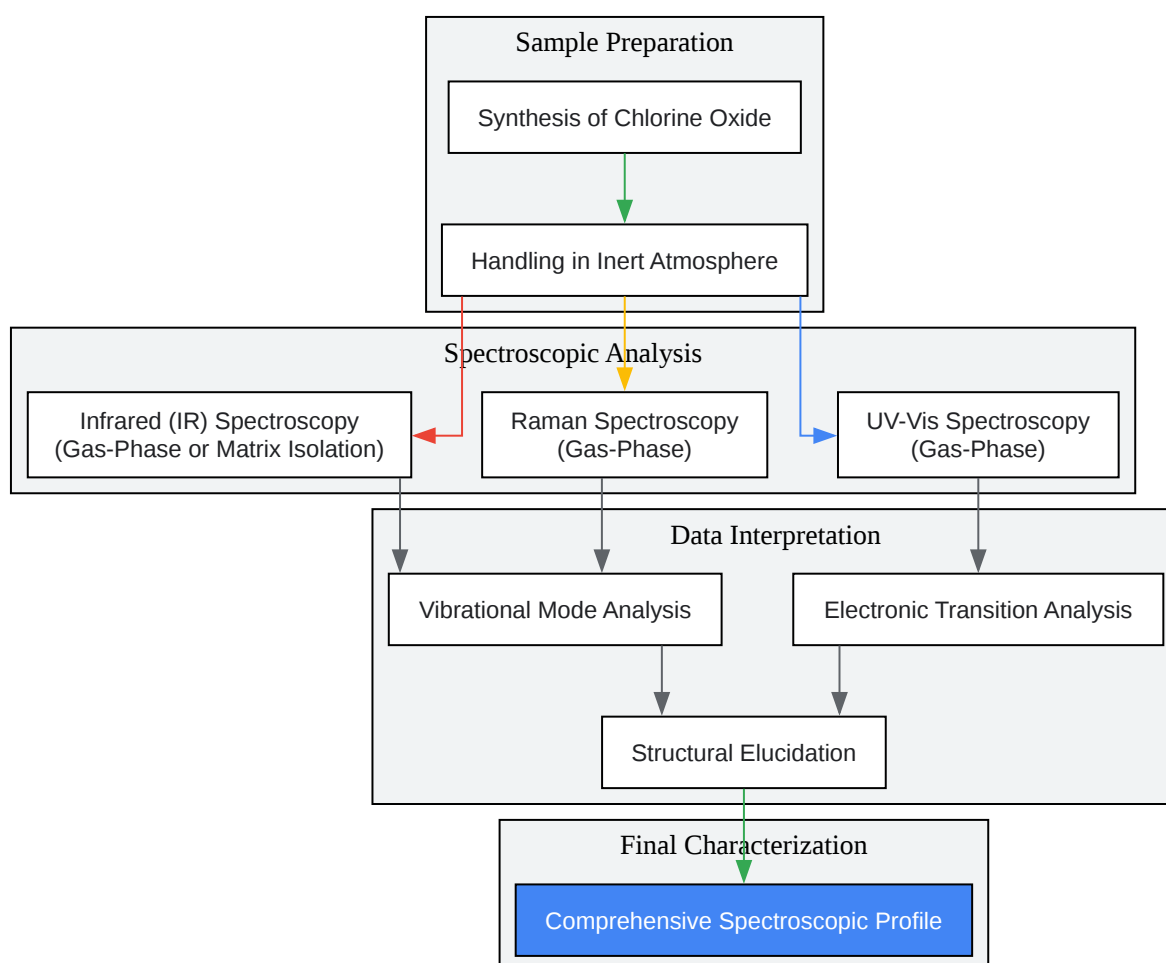 Sample Preparation
Synthesis of Chlorine Oxide
Handling in Inert Atmosphere
Spectroscopic Analysis
Infrared (IR) Spectroscopy
(Gas-Phase or Matrix Isolation)
Raman Spectroscopy
(Gas-Phase)
UV-Vis Spectroscopy
(Gas-Phase)
Data Interpretation
Vibrational Mode Analysis
Electronic Transition Analysis
Structural Elucidation
Final Characterization
Comprehensive Spectroscopic Profile